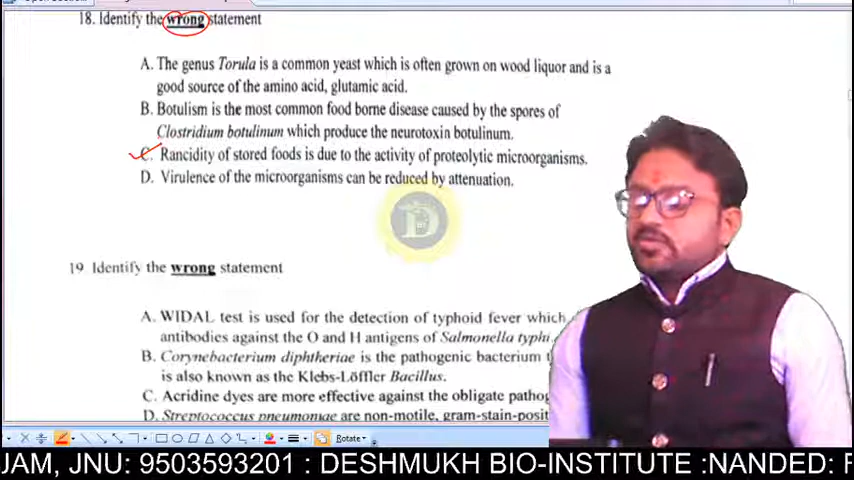 18. Identify the wrong statement
A. The genus Torula is a common yeast which is often grown on wood liquor and is a
good source of the amino acid, glutamic acid.
B. Botulism is the most common food borne disease caused by the spores of
Clostridium botulinum which produce the neurotoxin botulinum.
C. Rancidity of stored foods is due to the activity of proteolytic microorganisms.
D. Virulence of the microorganisms can be reduced by attenuation.
D
19 Identify the wrong statement
A. WIDAL test is used for the detection of typhoid fever which
antibodies against the O and H antigens of Salmonella typhi
B. Corynebacterium diphtheriae is the pathogenic bacterium
is also known as the Klebs-Löffler Bacillus.
C. Acridine dyes are more effective against the obligate
D. Streptococcus pneumoniae are non-motile, gram-stain-posit
Rotate
JAM, JNU: 9503593201 : DESHMUKH BIO-INSTITUTE :NANDED: F